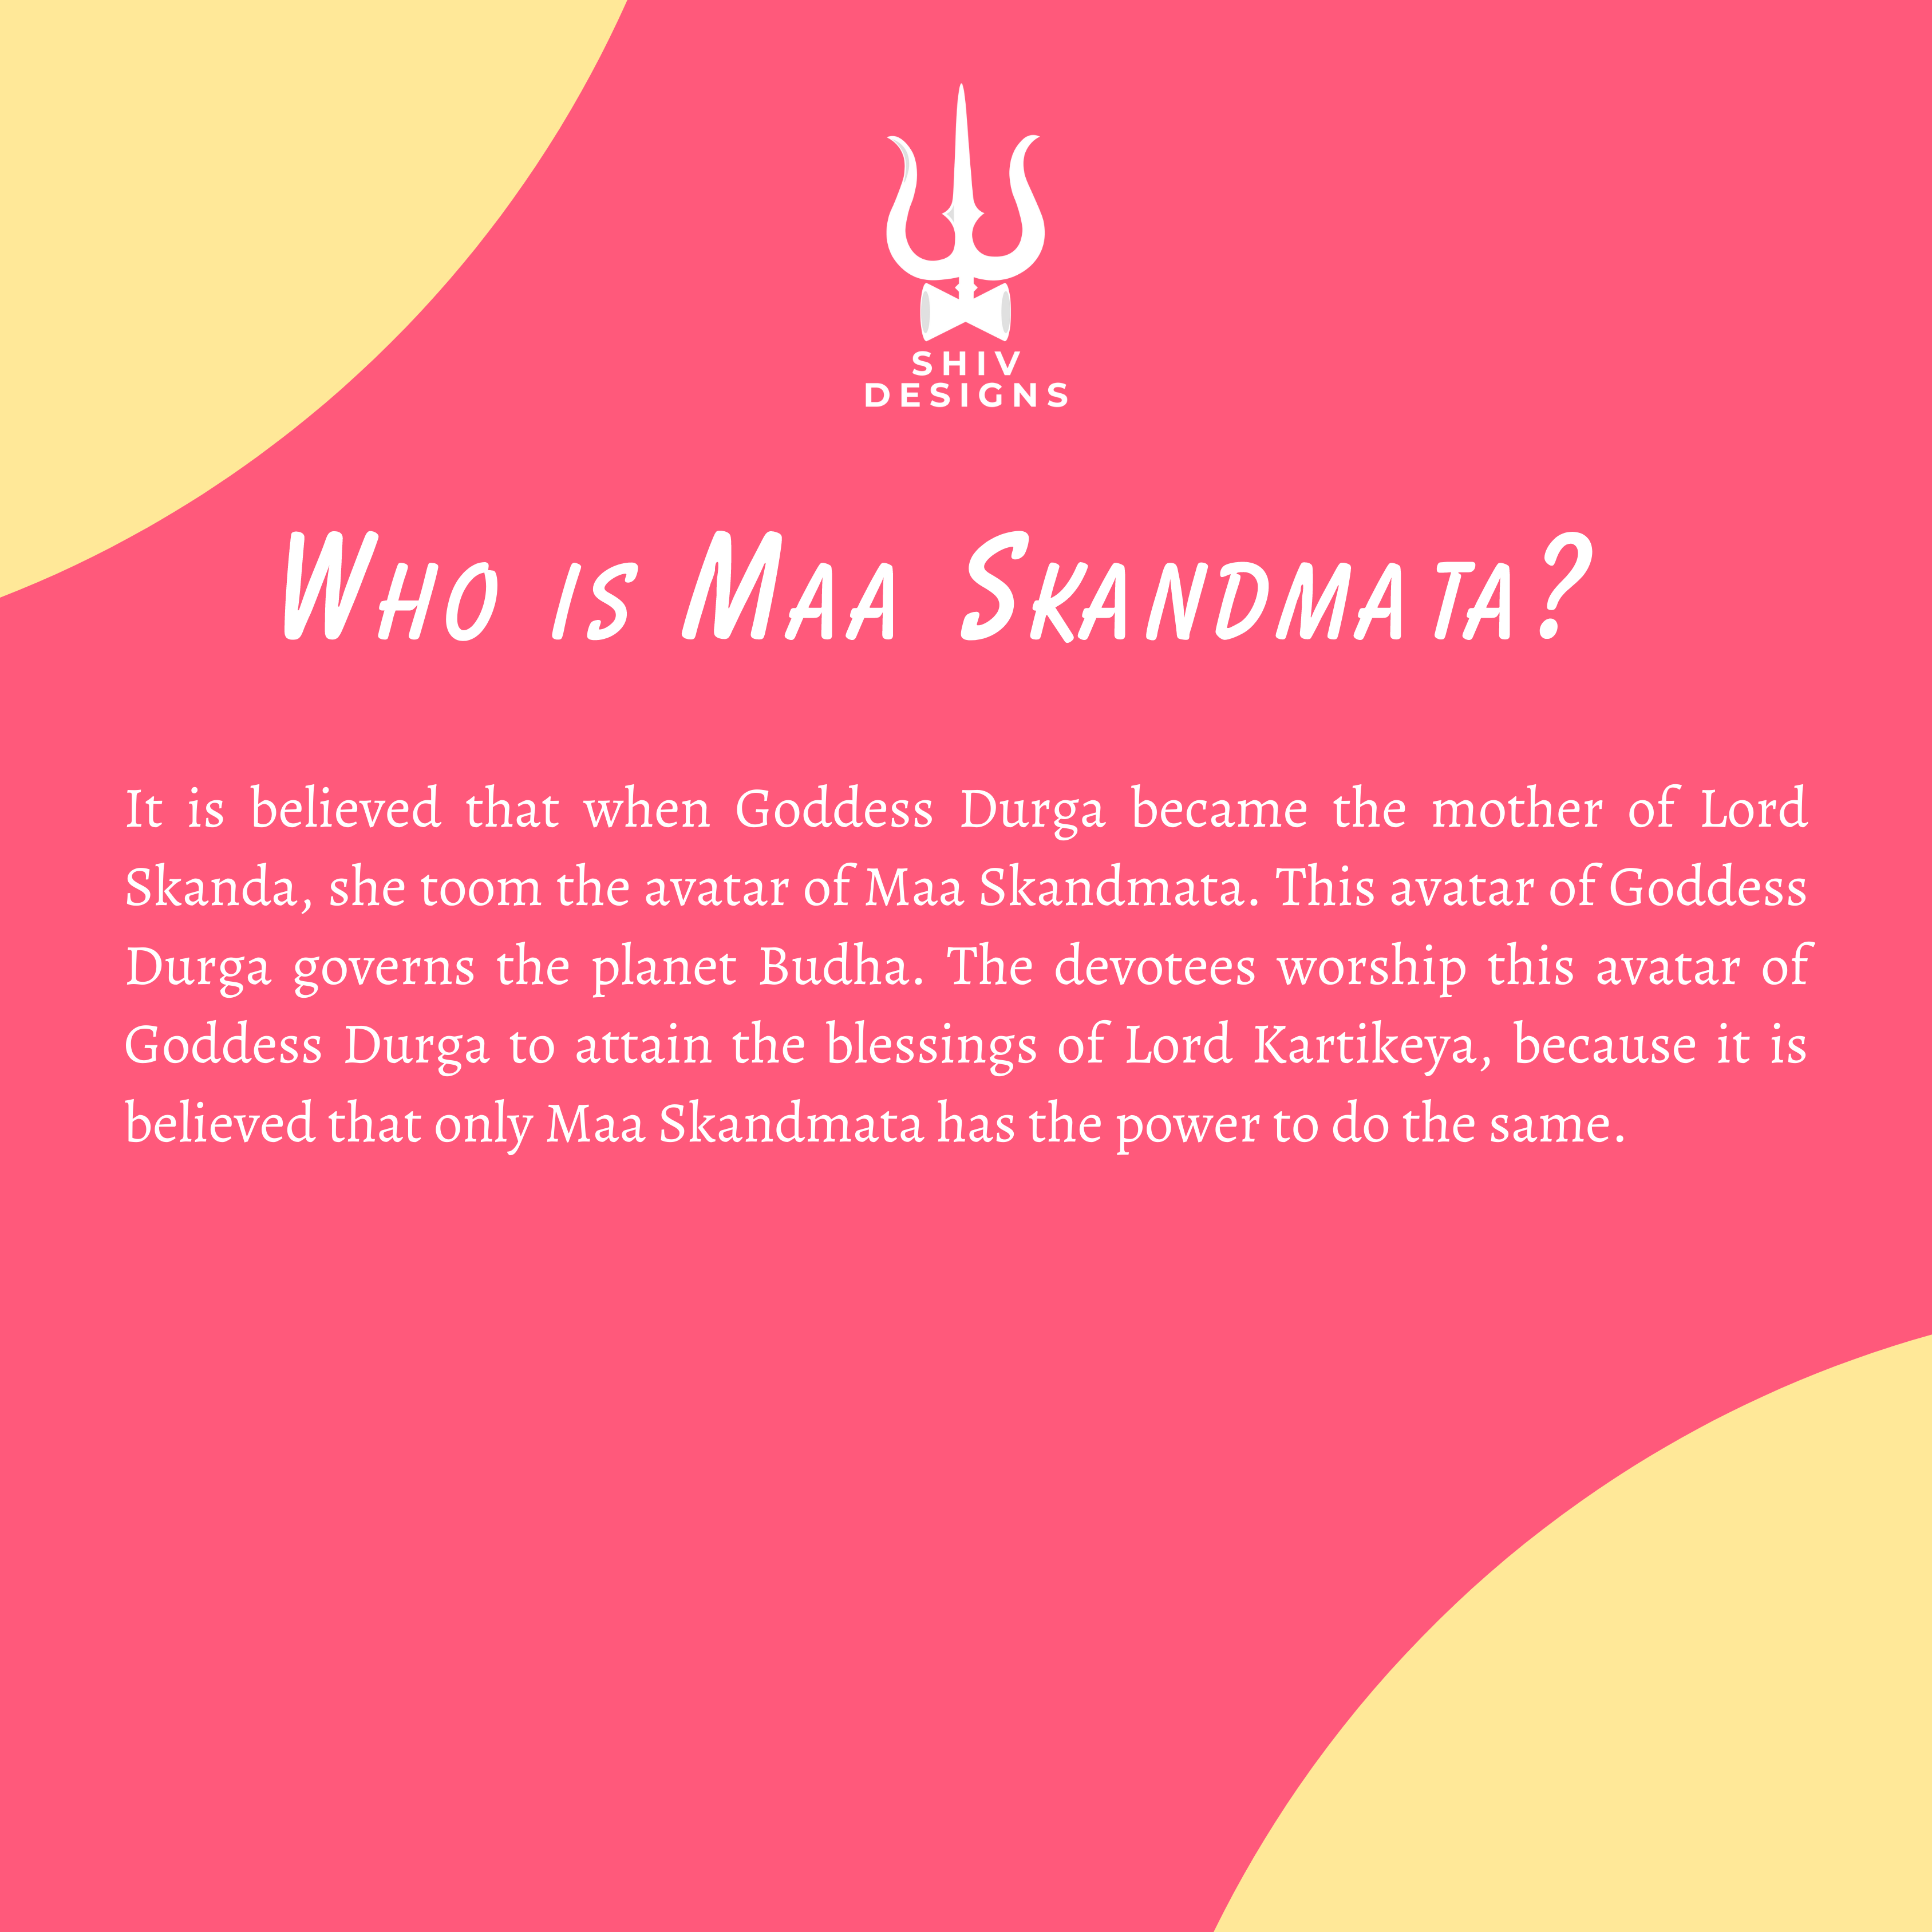 SHIV
DESIGNS
Who is Maa Skandmata?
It is believed that when Goddess Durga became the mother of Lord
Skanda, she toom the avatar of Maa Skandmata. This avatar of Goddess
Durga governs the planet Budha. The devotees worship this avatar of
Goddess Durga to attain the blessings of Lord Kartikeya, because it is
believed that only Maa Skandmata has the power to do the same.